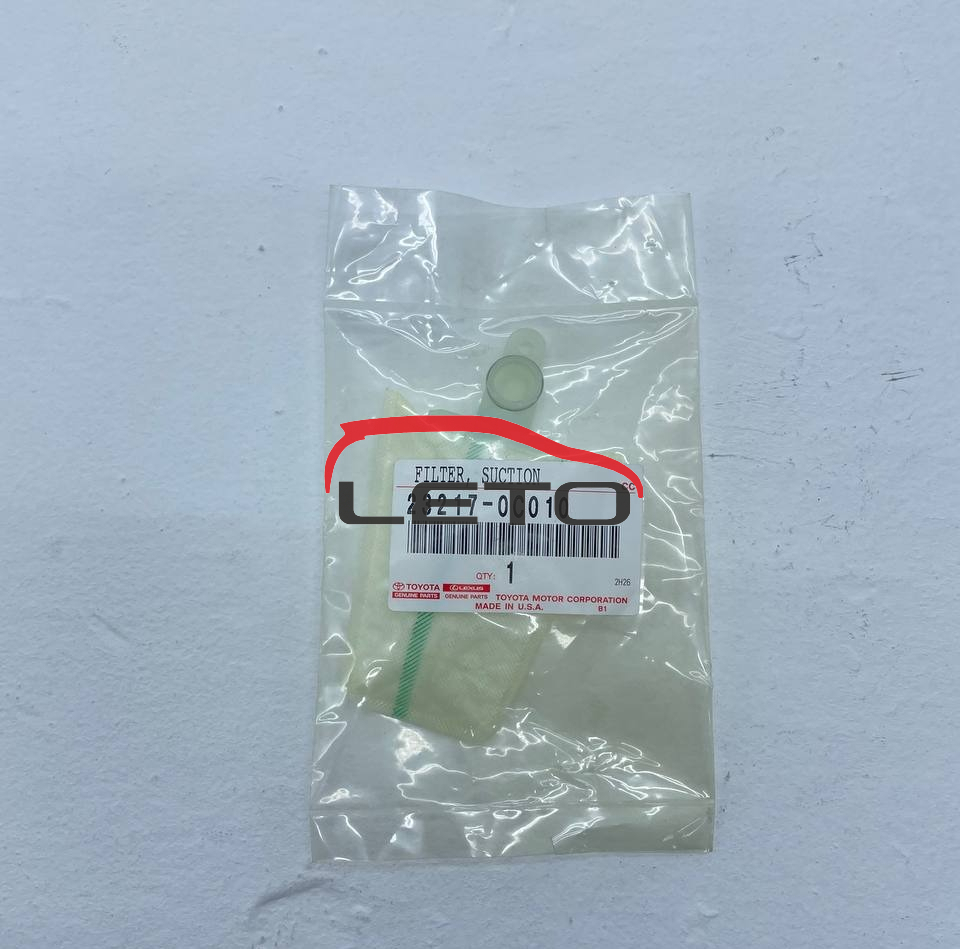 FILTER, SUCTION
LETO
23217-0C010
QTY: 1
2H26
TOYOTA LEXUS
GENUINE PARTS GENUINE PARTS TOYOTA MOTOR CORPORATION
MADE IN U.S.A. B1